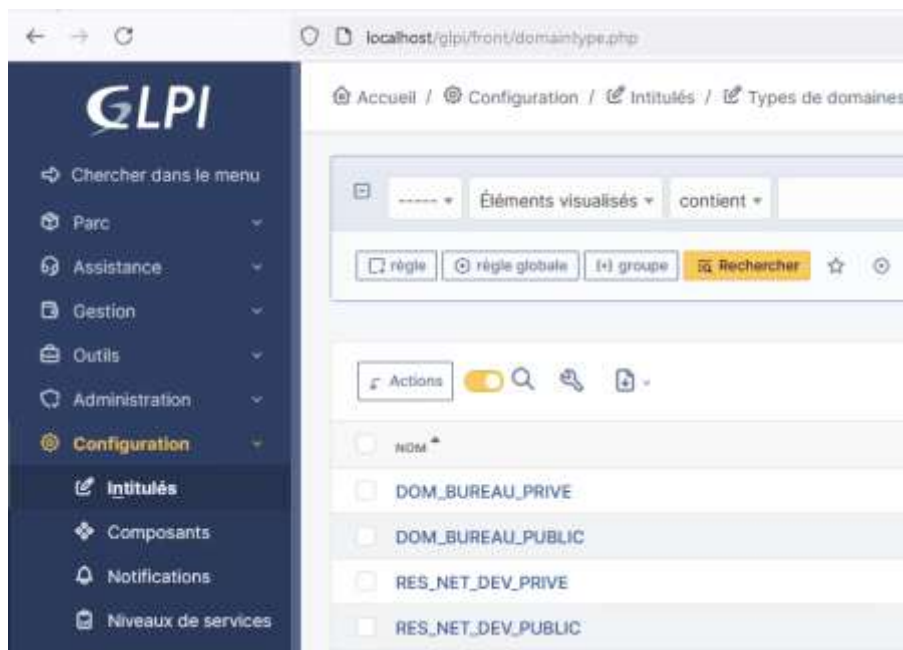 localhost/glpi/front/domaintype.php
GLPI
Accueil / Configuration / Intitulés / Types de domaines
Chercher dans le menu
Parc
Assistance
Gestion
Outils
Administration
Configuration
Intitulés
Composants
Notifications
Niveaux de services
----- Éléments visualisés contient
règle règle globale (+) groupe Rechercher
Actions
NOM
DOM_BUREAU_PRIVE
DOM_BUREAU_PUBLIC
RES_NET_DEV_PRIVE
RES_NET_DEV_PUBLIC